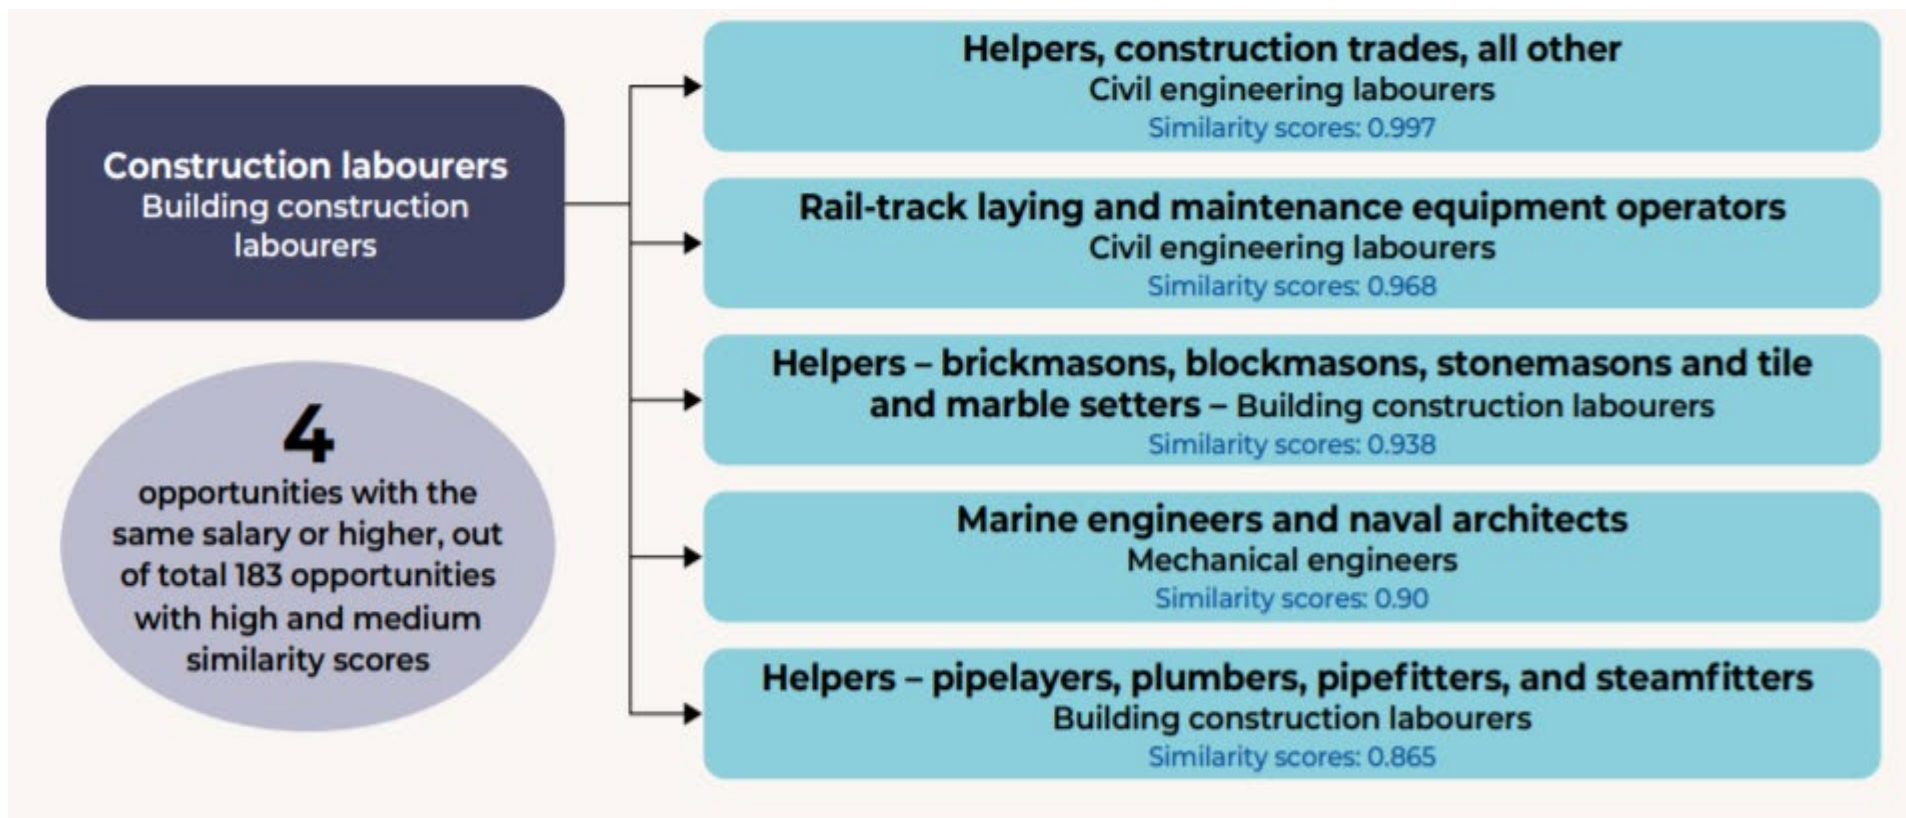 Construction labourers
Building construction
labourers
4
opportunities with the
same salary or higher, out
of total 183 opportunities
with high and medium
similarity scores
Helpers, construction trades, all other
Civil engineering labourers
Similarity scores: 0.997
Rail-track laying and maintenance equipment operators
Civil engineering labourers
Similarity scores: 0.968
Helpers – brickmasons, blockmasons, stonemasons and tile
and marble setters – Building construction labourers
Similarity scores: 0.938
Marine engineers and naval architects
Mechanical engineers
Similarity scores: 0.90
Helpers – pipelayers, plumbers, pipefitters, and steamfitters
Building construction labourers
Similarity scores: 0.865